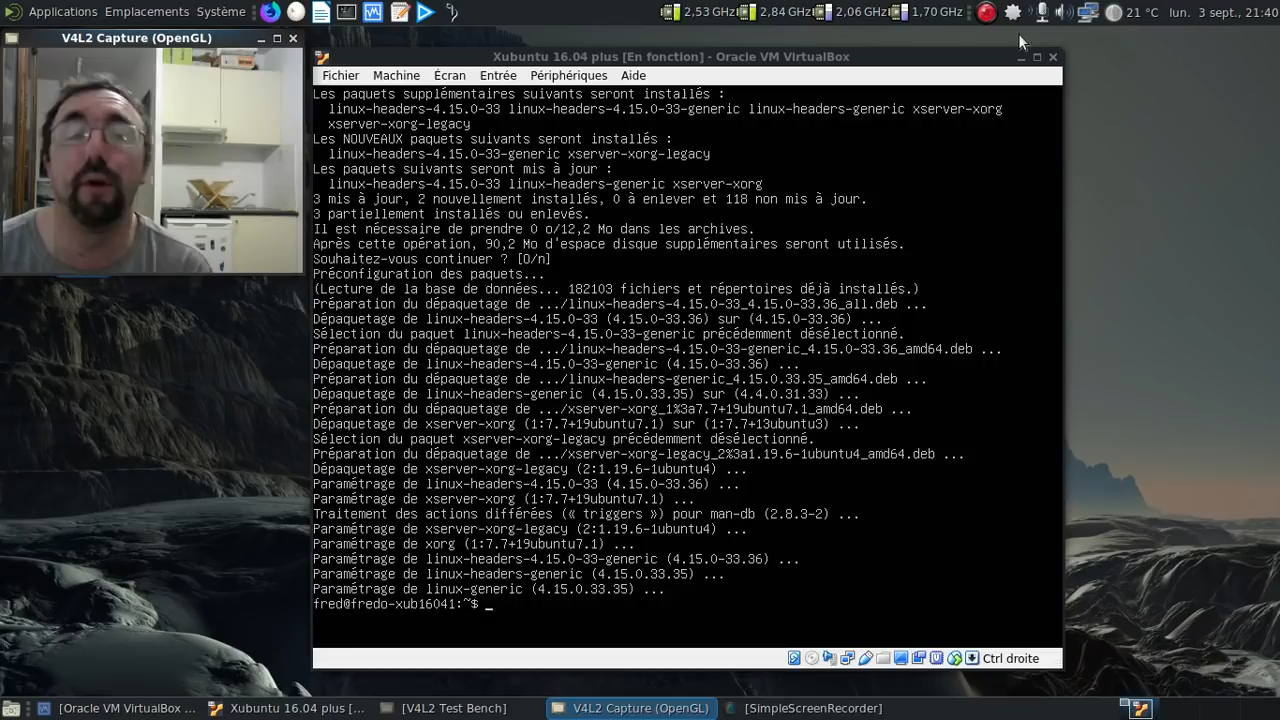 Applications Emplacements Système
2,53 GHz 2,84 GHz 2,06 GHz 1,70 GHz
21 °C lun. 3 sept., 21:40
V4L2 Capture (OpenGL)
Xubuntu 16.04 plus [En fonction] - Oracle VM VirtualBox
Fichier Machine Écran Entrée Périphériques Aide
Les paquets supplémentaires suivants seront installés :
linux-headers-4.15.0-33 linux-headers-4.15.0-33-generic linux-headers-generic xserver-xorg
xserver-xorg-legacy
Les NOUVEAUX paquets suivants seront installés :
linux-headers-4.15.0-33-generic xserver-xorg-legacy
Les paquets suivants seront mis à jour :
linux-headers-4.15.0-33 linux-headers-generic xserver-xorg
3 mis à jour, 2 nouvellement installés, 0 à enlever et 118 non mis à jour.
3 partiellement installés ou enlevés.
Il est nécessaire de prendre 0 o/12,2 Mo dans les archives.
Après cette opération, 90,2 Mo d'espace disque supplémentaires seront utilisés.
Souhaitez-vous continuer ? [O/n]
Préconfiguration des paquets...
(Lecture de la base de données... 182103 fichiers et répertoires déjà installés.)
Préparation du dépaquetage de .../linux-headers-4.15.0-33_4.15.0-33.36_all.deb ...
Dépaquetage de linux-headers-4.15.0-33 (4.15.0-33.36) sur (4.15.0-33.36) ...
Sélection du paquet linux-headers-4.15.0-33-generic précédemment désélectionné.
Préparation du dépaquetage de .../linux-headers-4.15.0-33-generic_4.15.0-33.36_amd64.deb ...
Dépaquetage de linux-headers-4.15.0-33-generic (4.15.0-33.36) ...
Préparation du dépaquetage de .../linux-headers-generic_4.15.0.33.35_amd64.deb ...
Dépaquetage de linux-headers-generic (4.15.0.33.35) sur (4.4.0.31.33) ...
Préparation du dépaquetage de .../xserver-xorg_1%3a7.7+19ubuntu7.1_amd64.deb ...
Dépaquetage de xserver-xorg (1:7.7+19ubuntu7.1) sur (1:7.7+13ubuntu3) ...
Sélection du paquet xserver-xorg-legacy précédemment désélectionné.
Préparation du dépaquetage de .../xserver-xorg-legacy_2%3a1.19.6-1ubuntu4_amd64.deb ...
Dépaquetage de xserver-xorg-legacy (2:1.19.6-1ubuntu4) ...
Paramétrage de linux-headers-4.15.0-33 (4.15.0-33.36) ...
Paramétrage de xserver-xorg (1:7.7+19ubuntu7.1) ...
Traitement des actions différées (« triggers ») pour man-db (2.8.3-2) ...
Paramétrage de xserver-xorg-legacy (2:1.19.6-1ubuntu4) ...
Paramétrage de xorg (1:7.7+19ubuntu7.1) ...
Paramétrage de linux-headers-4.15.0-33-generic (4.15.0-33.36) ...
Paramétrage de linux-headers-generic (4.15.0.33.35) ...
Paramétrage de linux-generic (4.15.0.33.35) ...
fred@fredo-xub16041:~$ _
Ctrl droite
[Oracle VM VirtualBox ... Xubuntu 16.04 plus [En fonction] - ... [V4L2 Test Bench] V4L2 Capture (OpenGL) [SimpleScreenRecorder]